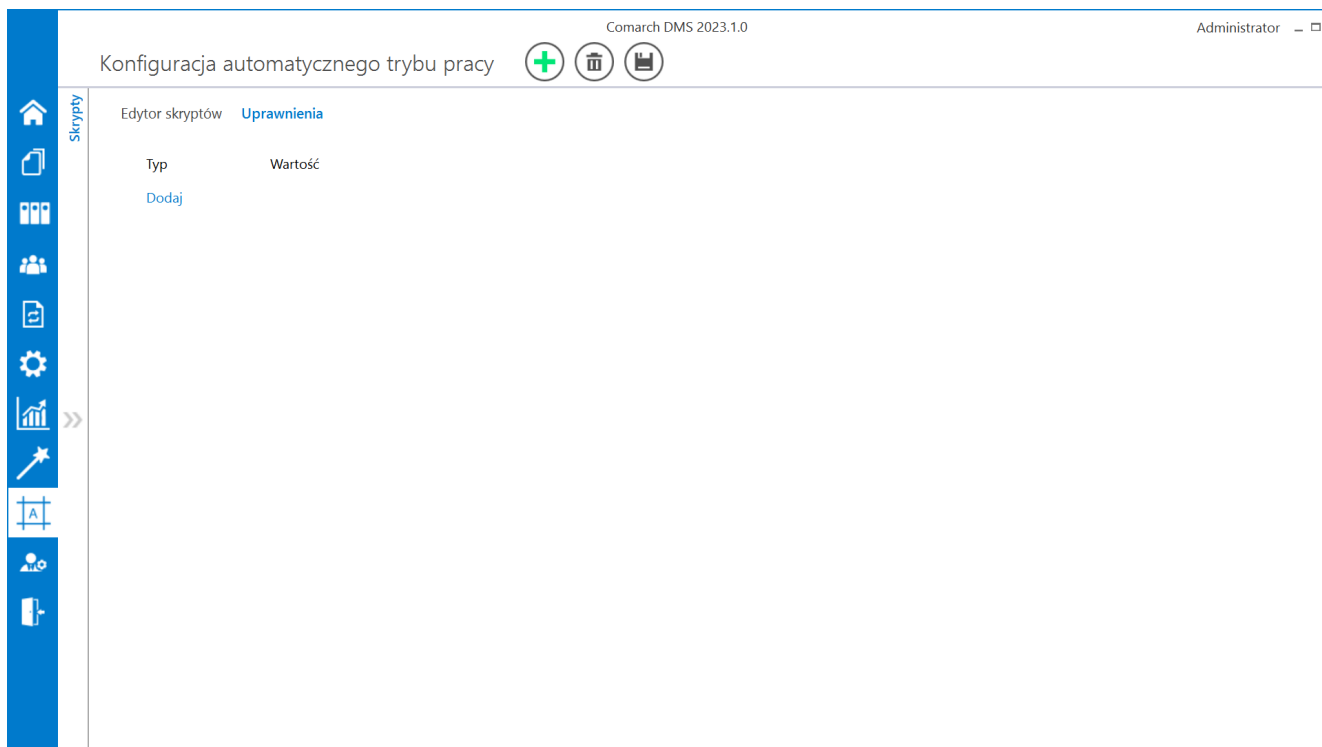 Comarch DMS 2023.1.0
Administrator
Konfiguracja automatycznego trybu pracy
Skrypty
Edytor skryptów Uprawnienia
Typ Wartość
Dodaj
A